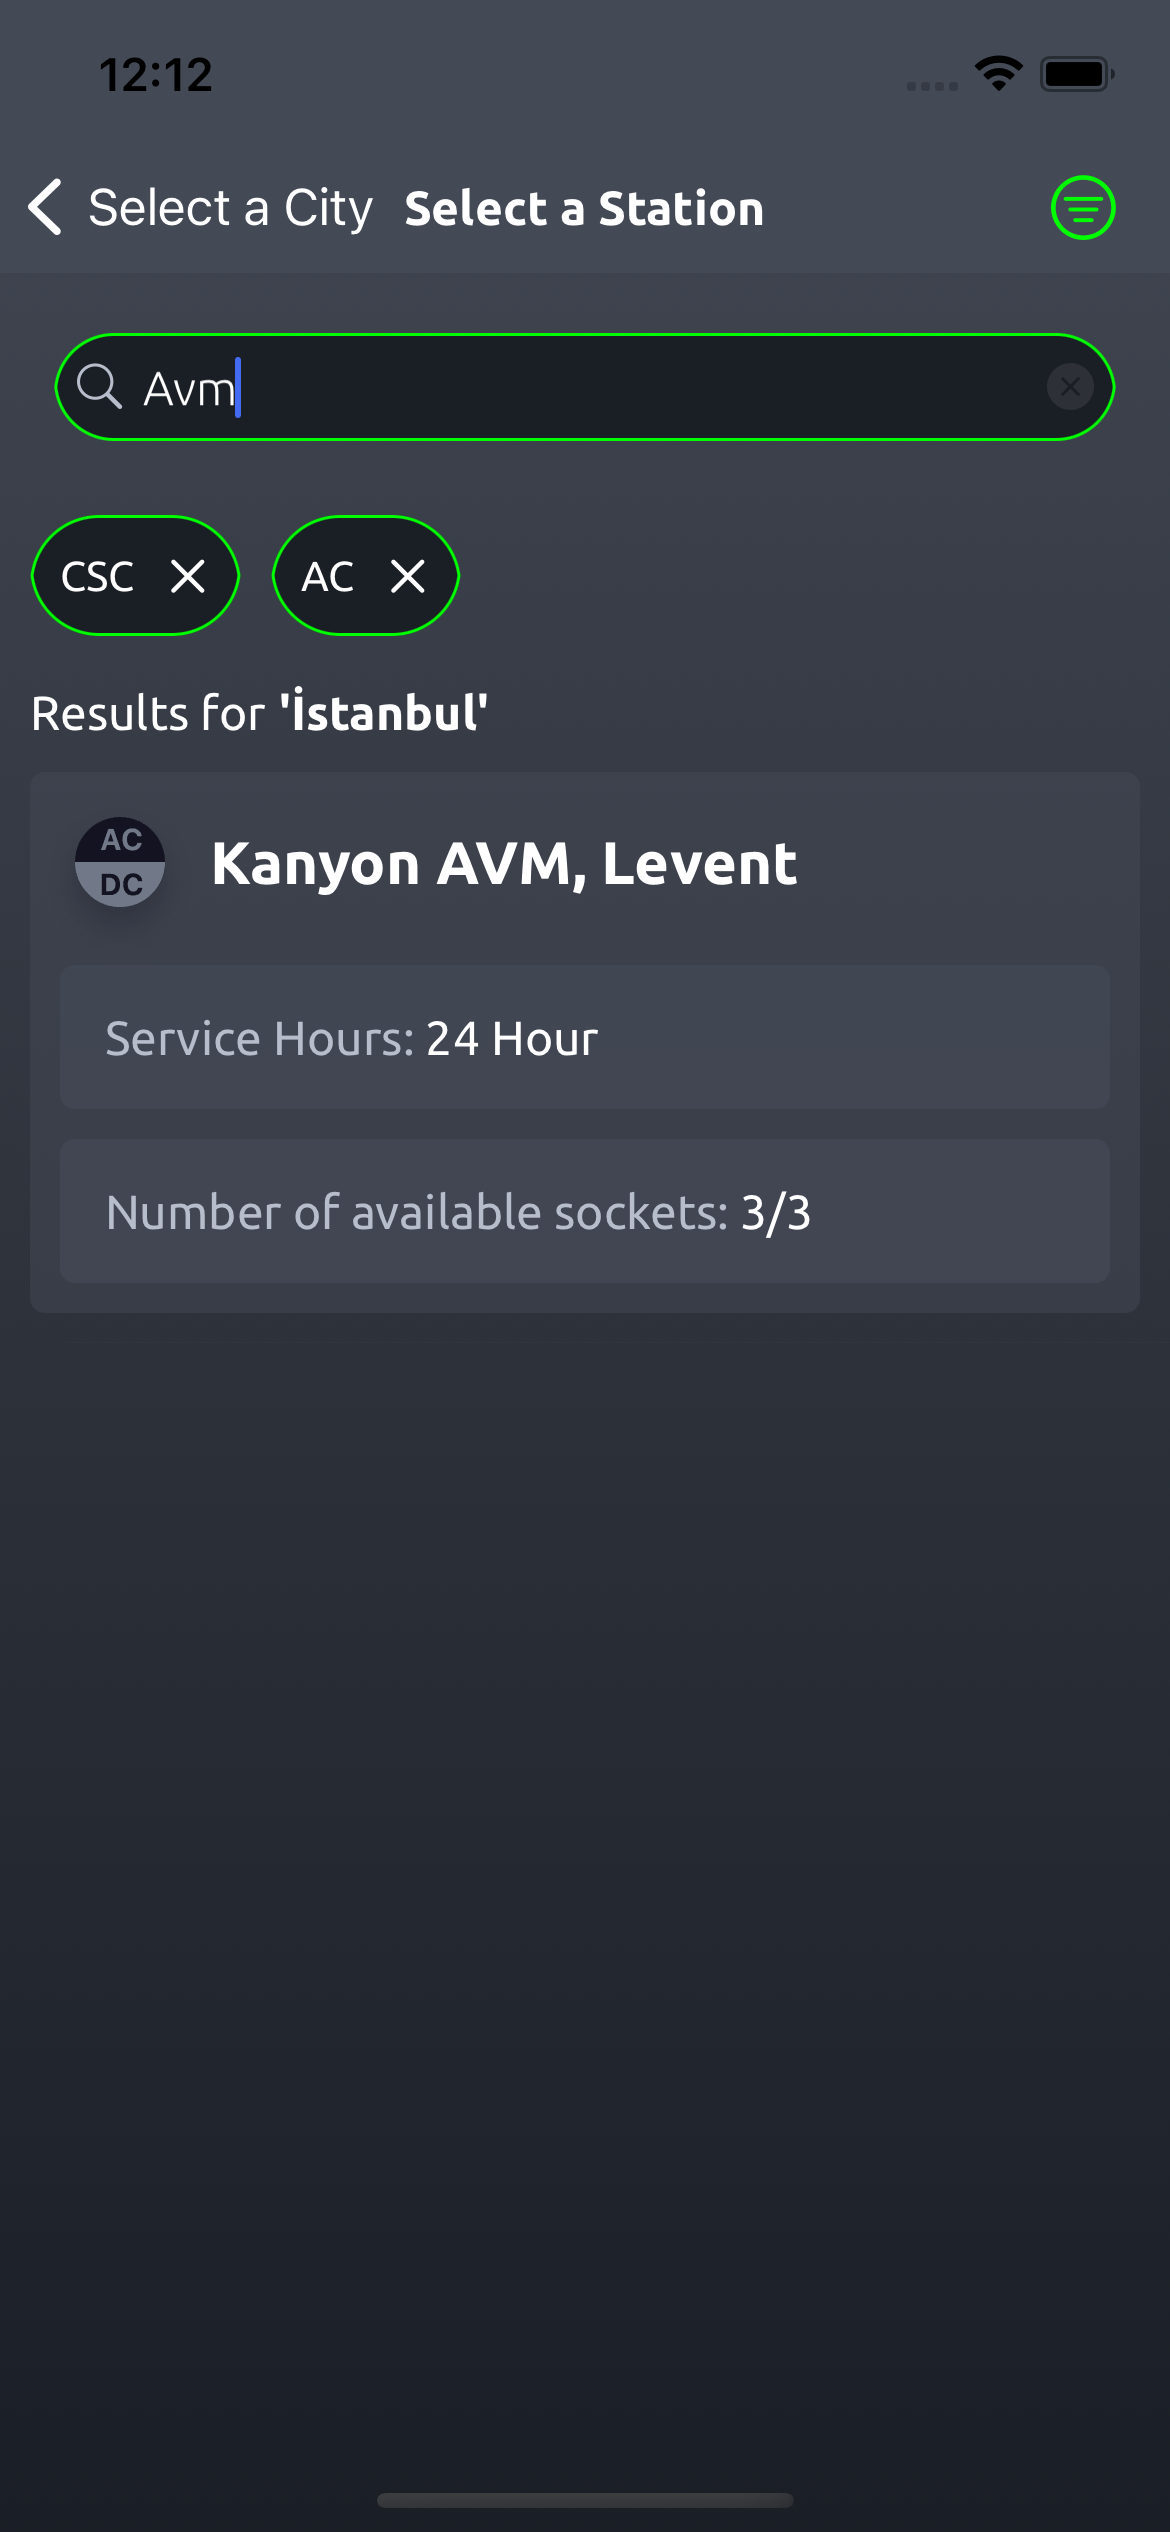 12:12
Select a City Select a Station
Avm
CSC AC
Results for 'İstanbul'
AC
DC
Kanyon AVM, Levent
Service Hours: 24 Hour
Number of available sockets: 3/3